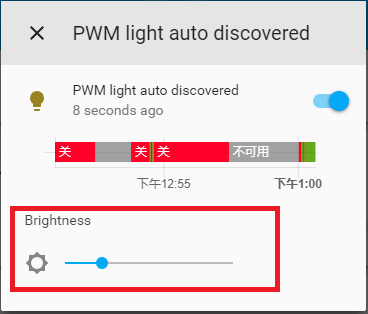 PWM light auto discovered
PWM light auto discovered
8 seconds ago
关 关 关 不可用
下午12:55 下午1:00
Brightness